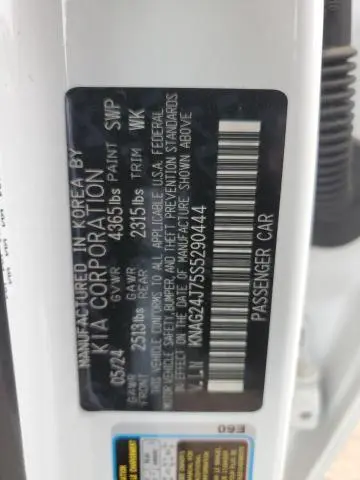 MANUFACTURED IN KOREA BY
KIA CORPORATION
05/24 GVWR 4365lbs PAINT SWP
GAWR FRONT 2513lbs GAWR REAR 2315lbs TRIM WK
THIS VEHICLE CONFORMS TO ALL APPLICABLE U.S.A. FEDERAL
MOTOR VEHICLE SAFETY, BUMPER, AND THEFT PREVENTION STANDARDS
IN EFFECT ON THE DATE OF MANUFACTURE SHOWN ABOVE
V.I.N KNAG24J75S5290444
PASSENGER CAR
E60